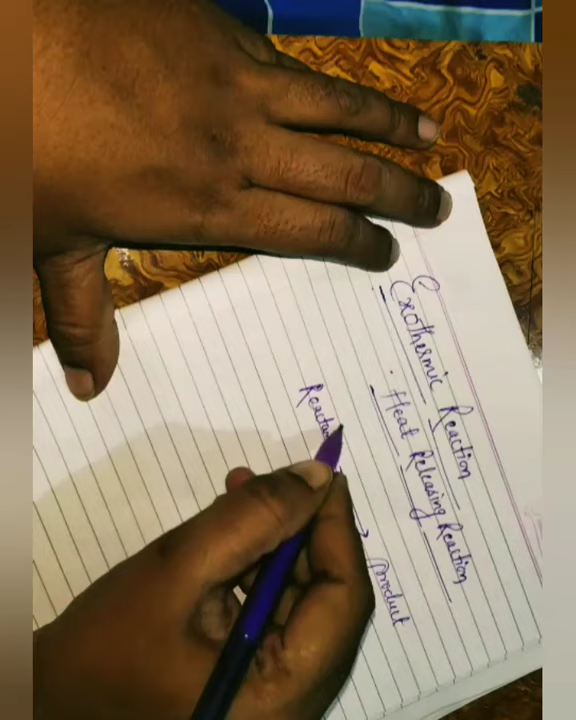 Exothermic Reaction
· Heat Releasing Reaction
→ Product